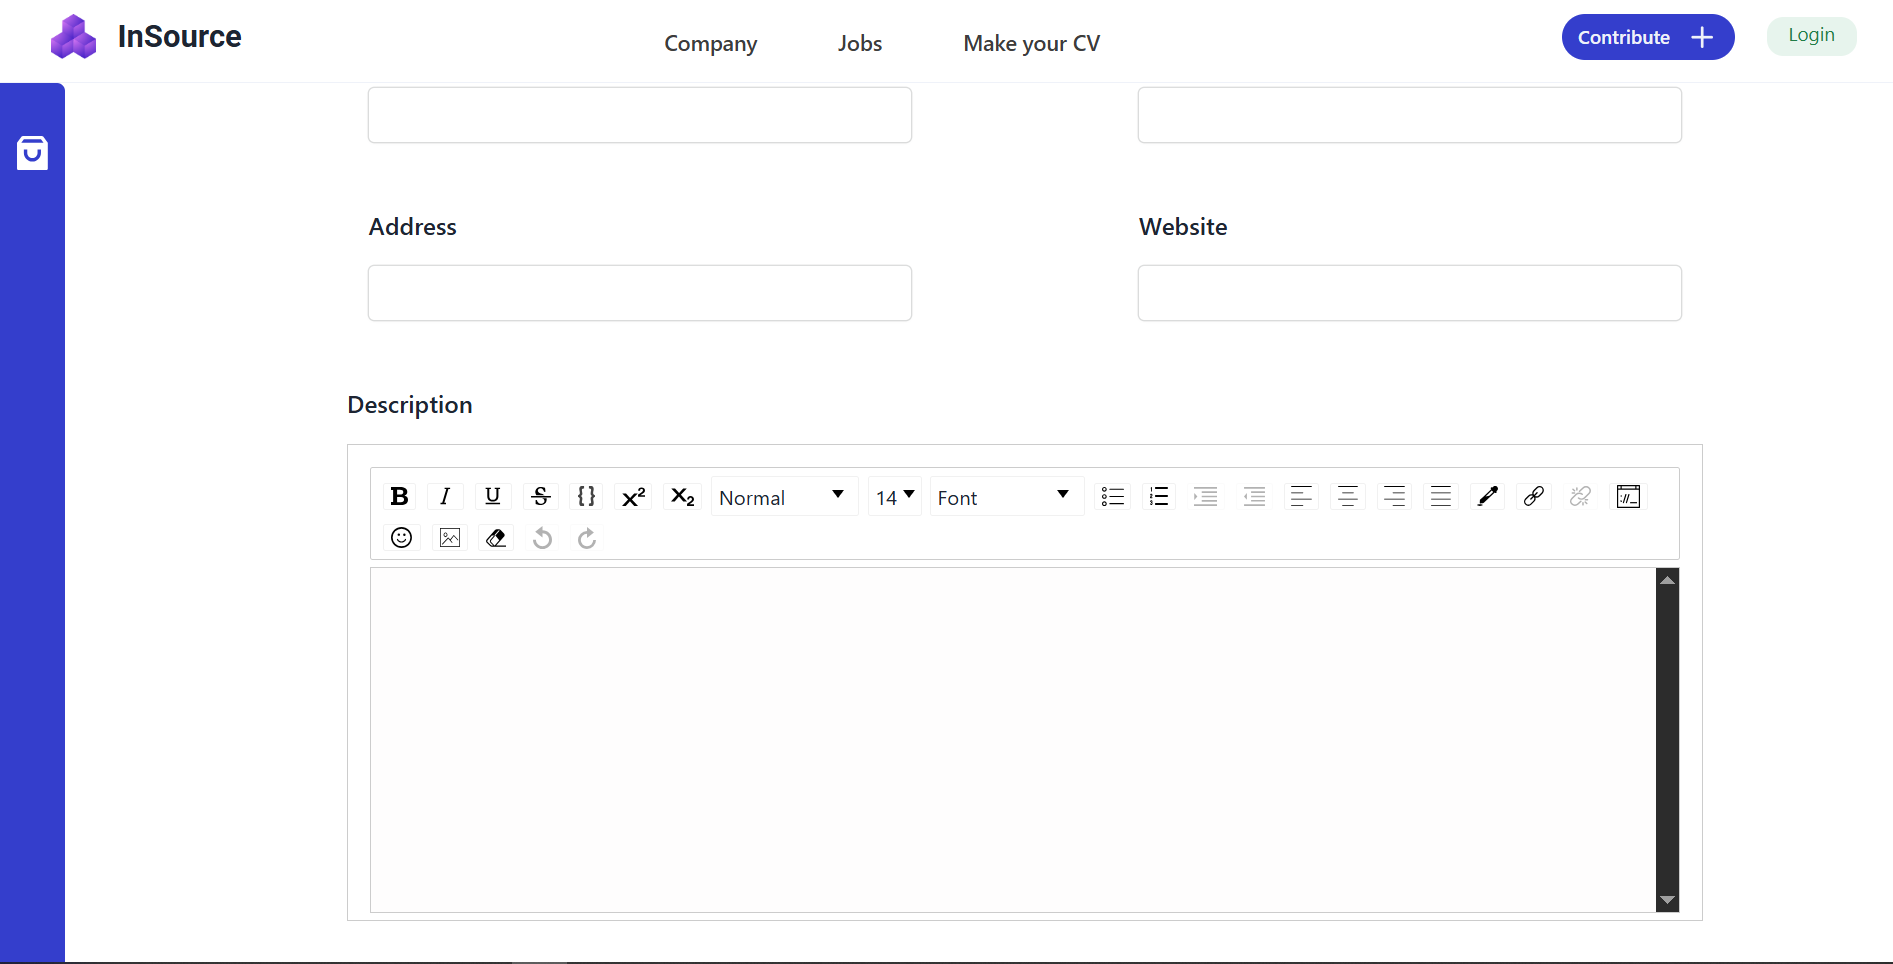 InSource
Company
Jobs
Make your CV
Contribute
Login
Address
Website
Description
B I U S {} x² X₂ Normal 14 Font